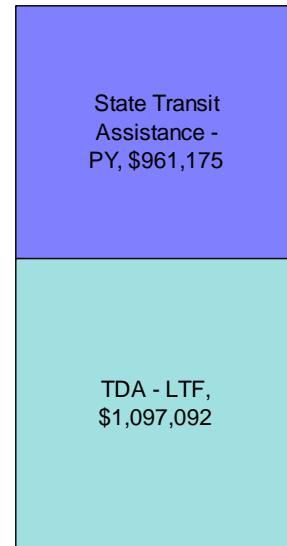 State Transit
Assistance -
PY, $961,175
TDA - LTF,
$1,097,092